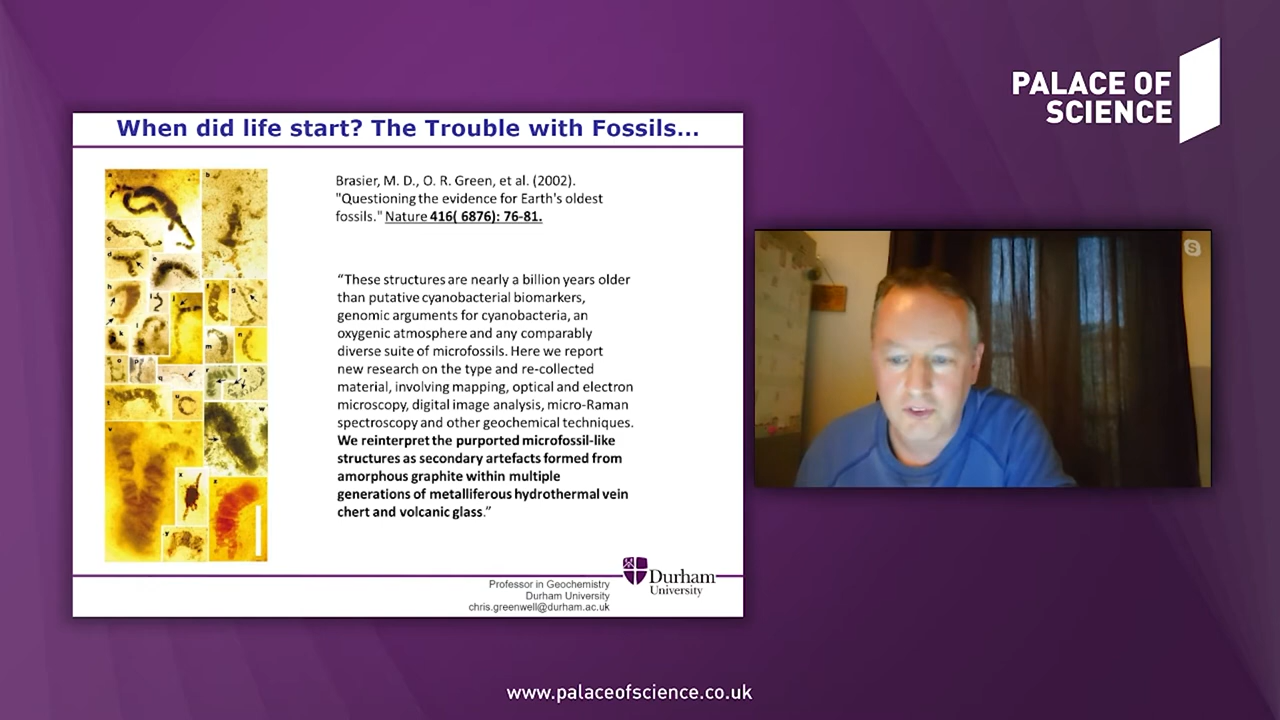 PALACE OF
SCIENCE
When did life start? The Trouble with Fossils...
Brasier, M. D., O. R. Green, et al. (2002).
"Questioning the evidence for Earth's oldest
fossils." Nature 416( 6876): 76-81.
“These structures are nearly a billion years older
than putative cyanobacterial biomarkers,
genomic arguments for cyanobacteria, an
oxygenic atmosphere and any comparably
diverse suite of microfossils. Here we report
new research on the type and re-collected
material, involving mapping, optical and electron
microscopy, digital image analysis, micro-Raman
spectroscopy and other geochemical techniques.
We reinterpret the purported microfossil-like
structures as secondary artefacts formed from
amorphous graphite within multiple
generations of metalliferous hydrothermal vein
chert and volcanic glass.”
Professor in Geochemistry
Durham University
chris.greenwell@durham.ac.uk
Durham
University
www.palaceofscience.co.uk